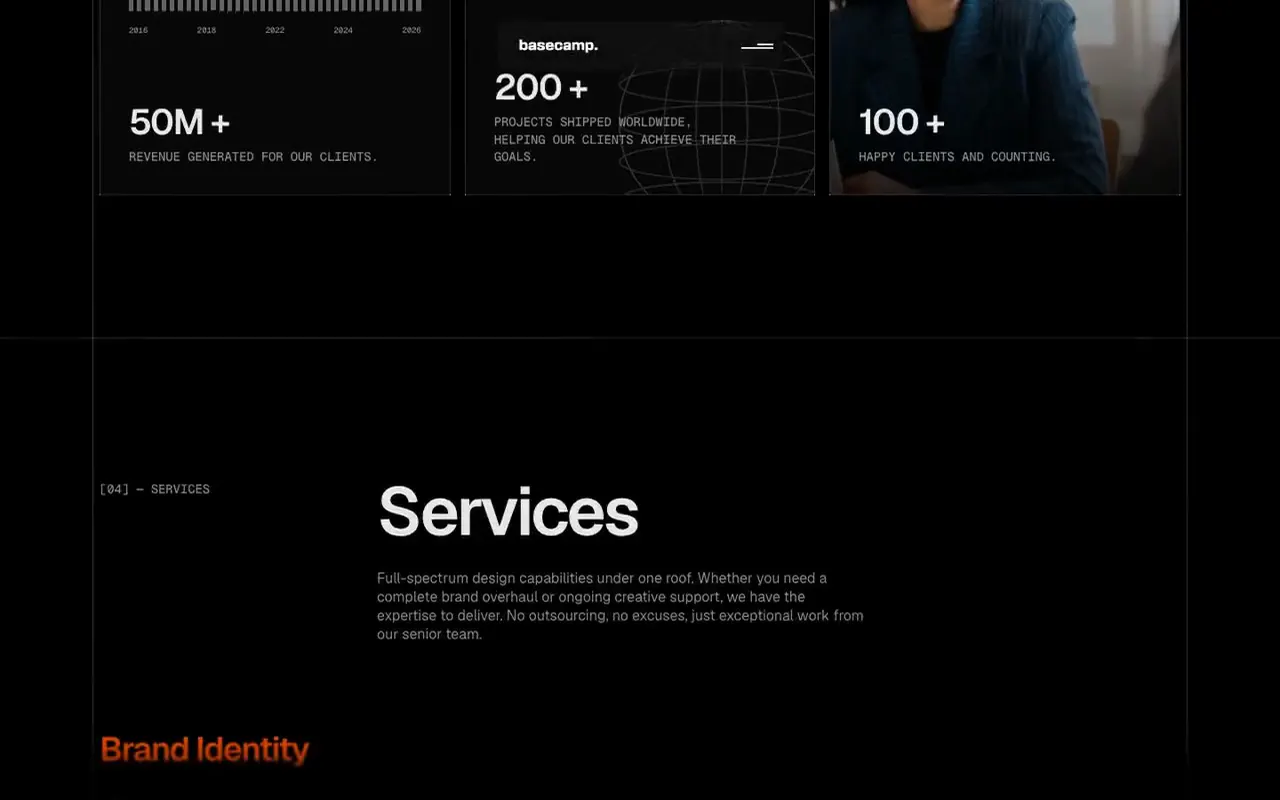 2016 2018 2022 2024 2026
basecamp.
50M +
REVENUE GENERATED FOR OUR CLIENTS.
200 +
PROJECTS SHIPPED WORLDWIDE,
HELPING OUR CLIENTS ACHIEVE THEIR
GOALS.
100 +
HAPPY CLIENTS AND COUNTING.
[04] — SERVICES
Services
Full-spectrum design capabilities under one roof. Whether you need a
complete brand overhaul or ongoing creative support, we have the
expertise to deliver. No outsourcing, no excuses, just exceptional work from
our senior team.
Brand Identity